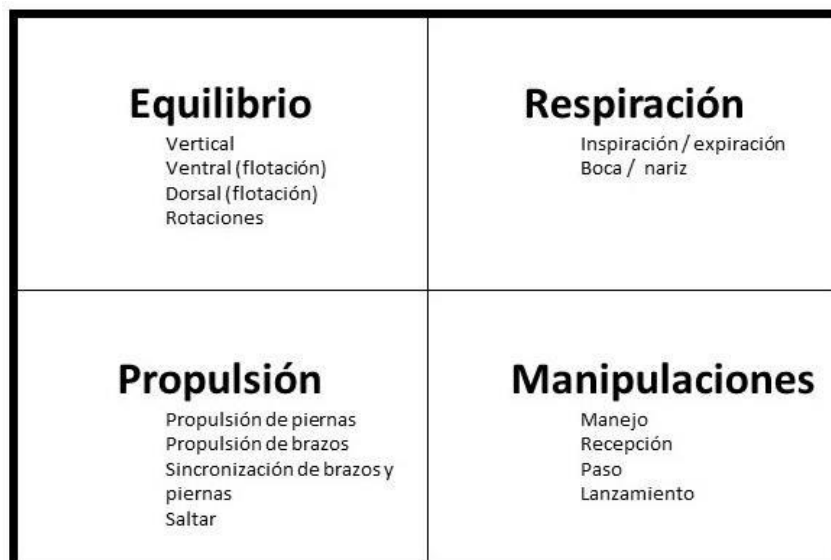 Equilibrio
Vertical
Ventral (flotación)
Dorsal (flotación)
Rotaciones
Respiración
Inspiración / expiración
Boca / nariz
Propulsión
Propulsión de piernas
Propulsión de brazos
Sincronización de brazos y
piernas
Saltar
Manipulaciones
Manejo
Recepción
Paso
Lanzamiento